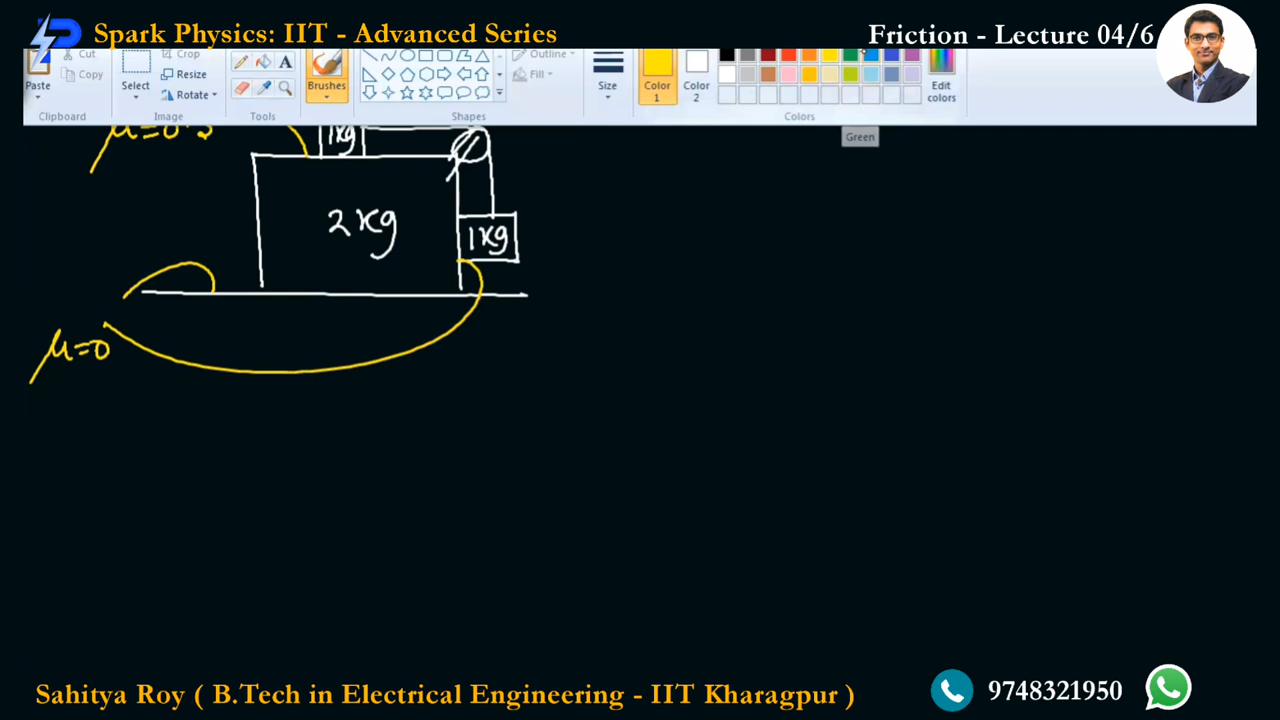 Spark Physics: IIT - Advanced Series
Friction - Lecture 04/6
Cut
Copy
Paste
Clipboard
Crop
Resize
Rotate
Select
Image
Tools
Brushes
Outline
Fill
Shapes
Size
Color 1
Color 2
Edit colors
Colors
Green
1kg
2kg
1kg
μ=0
Sahitya Roy ( B.Tech in Electrical Engineering - IIT Kharagpur )
9748321950